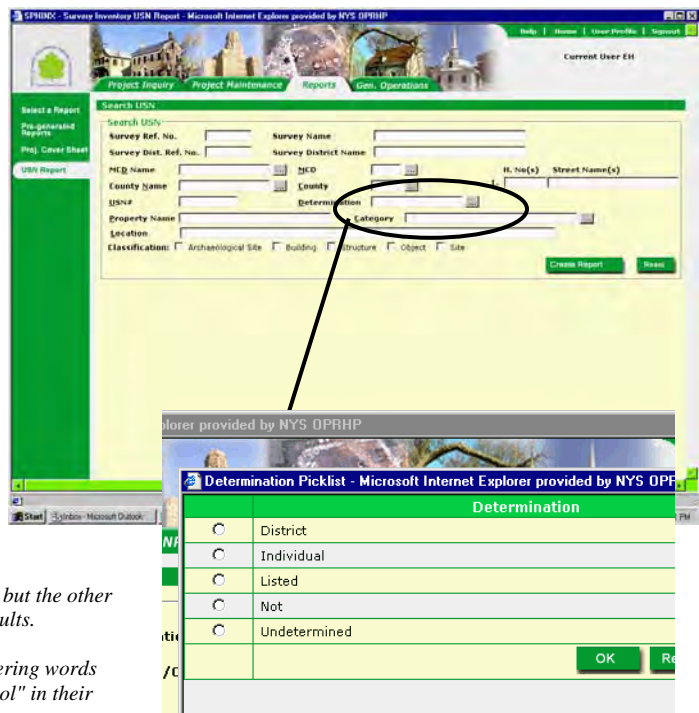 SPHINX - Survey Inventory USN Report - Microsoft Internet Explorer provided by NYS OPRHP
Help | Home | User Profile | Signout
Current User EH
Project Inquiry Project Maintenance Reports Gen. Operations
Select a Report
Pre-generated Reports
Proj. Cover Sheet
USN Report
Search USN
Search USN
Survey Ref. No. Survey Name
Survey Dist. Ref. No. Survey District Name
MCD Name MCD H. No(s) Street Name(s)
County Name County
USN# Determination
Property Name Category
Location
Classification: Archaeological Site Building Structure Object Site
Create Report Reset
Start Inbox - Microsoft Outlook PM
plorer provided by NYS OPRHP
Determination Picklist - Microsoft Internet Explorer provided by NYS OPR
Determination
District
Individual
Listed
Not
Undetermined
OK Re
but the other
ults.
ering words
ol" in their